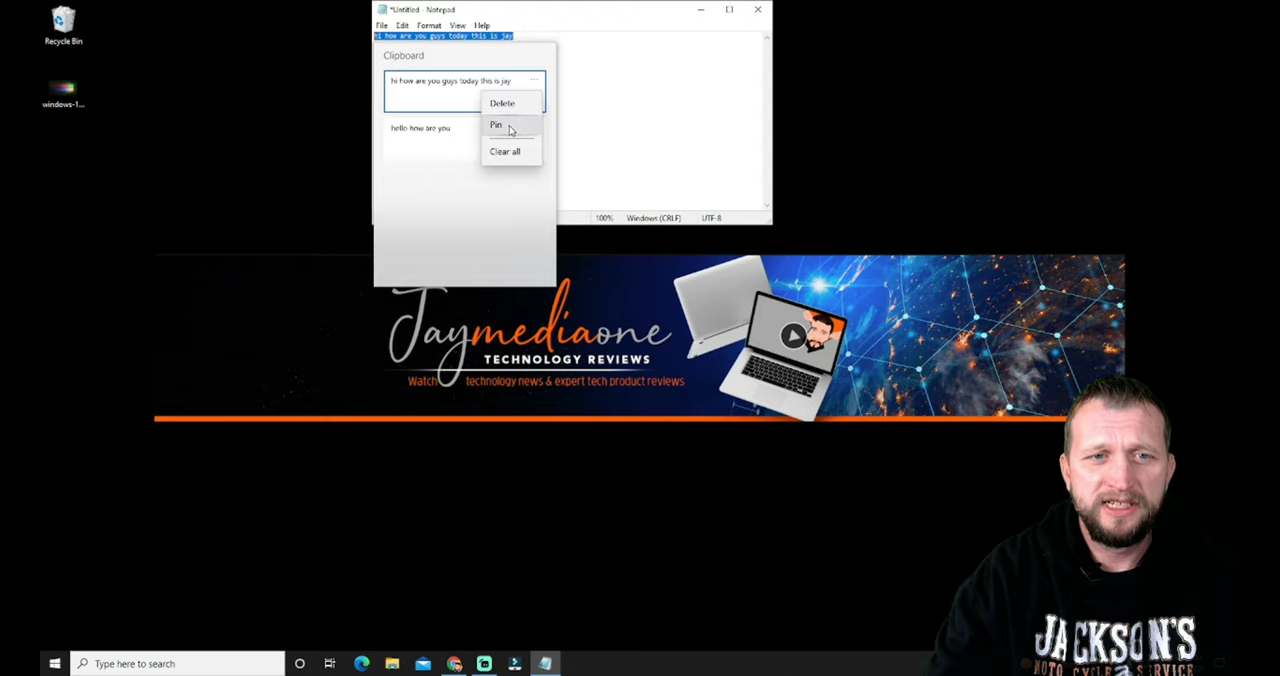 *Untitled - Notepad
File Edit Format View Help
hi how are you guys today this is jay
Clipboard
hi how are you guys today this is jay
Delete
Pin
Clear all
hello how are you
100% Windows (CRLF) UTF-8
Recycle Bin
windows-1...
Jaymediaone
TECHNOLOGY REVIEWS
Watch technology news & expert tech product reviews
JACKSON'S
MOTO CYCLE SERVICE
Type here to search